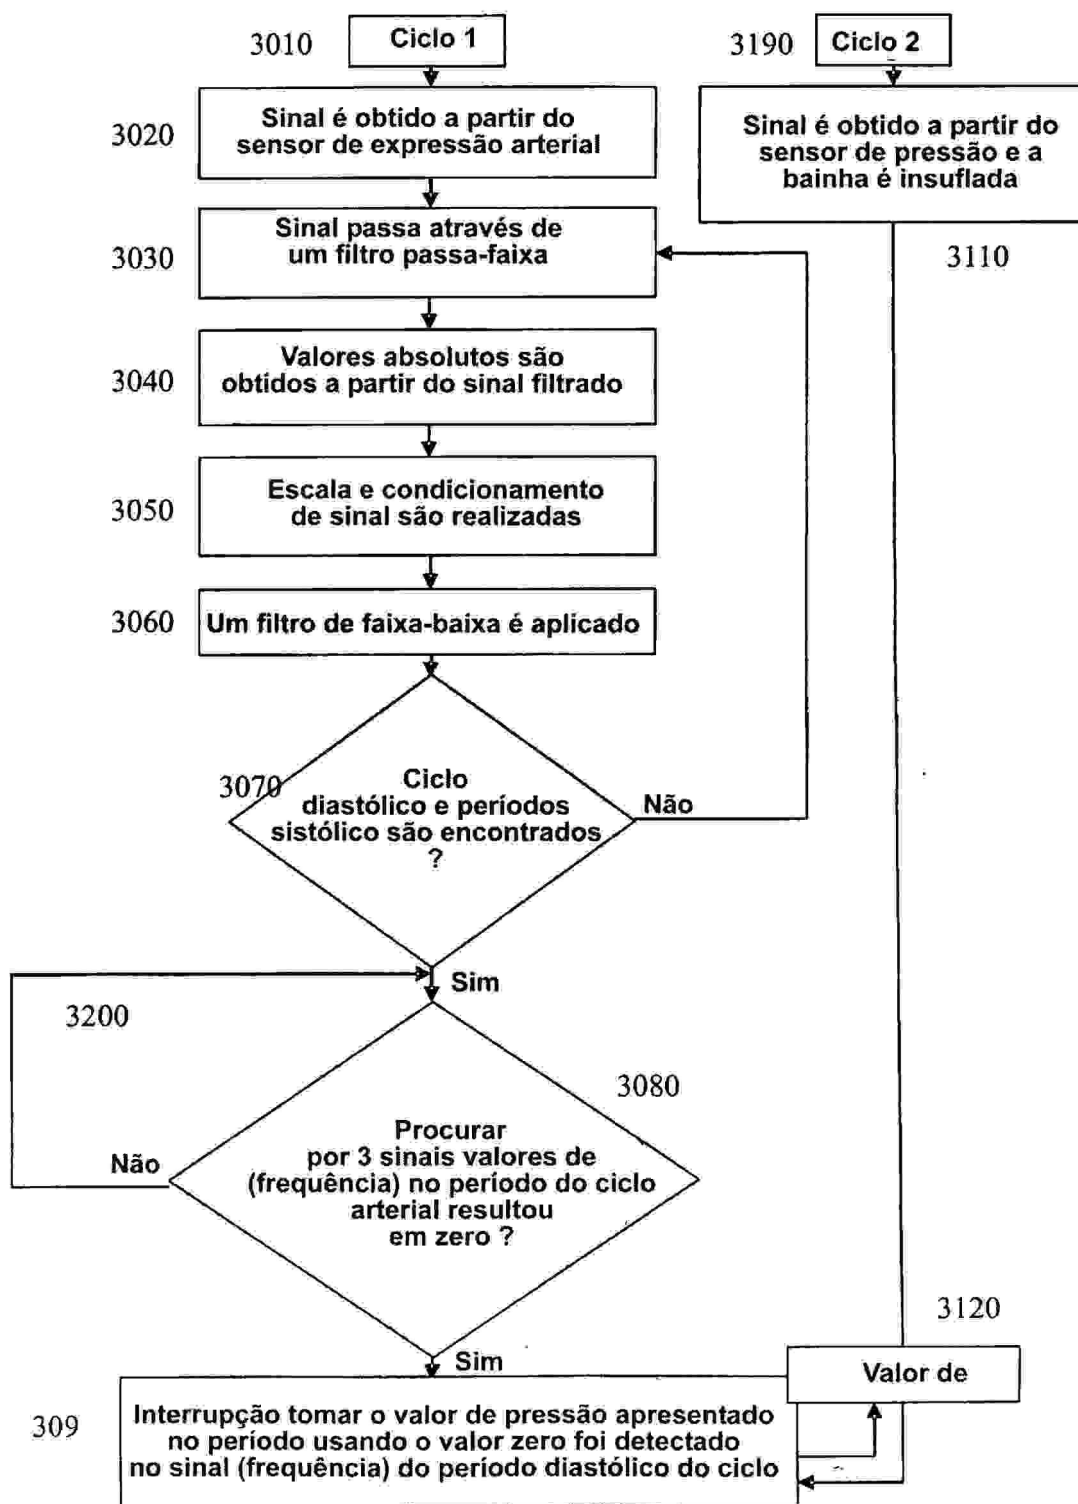 3010
Ciclo 1
3190
Ciclo 2
3020
Sinal é obtido a partir do
sensor de expressão arterial
Sinal é obtido a partir do
sensor de pressão e a
bainha é insuflada
3030
Sinal passa através de
um filtro passa-faixa
3110
3040
Valores absolutos são
obtidos a partir do sinal filtrado
3050
Escala e condicionamento
de sinal são realizadas
3060
Um filtro de faixa-baixa é aplicado
3070
Ciclo
diastólico e períodos
sistólico são encontrados
?
Não
Sim
3200
3080
Procurar
por 3 sinais valores de
(frequência) no período do ciclo
arterial resultou
em zero ?
Não
Sim
3120
Valor de
309
Interrupção tomar o valor de pressão apresentado
no período usando o valor zero foi detectado
no sinal (frequência) do período diastólico do ciclo